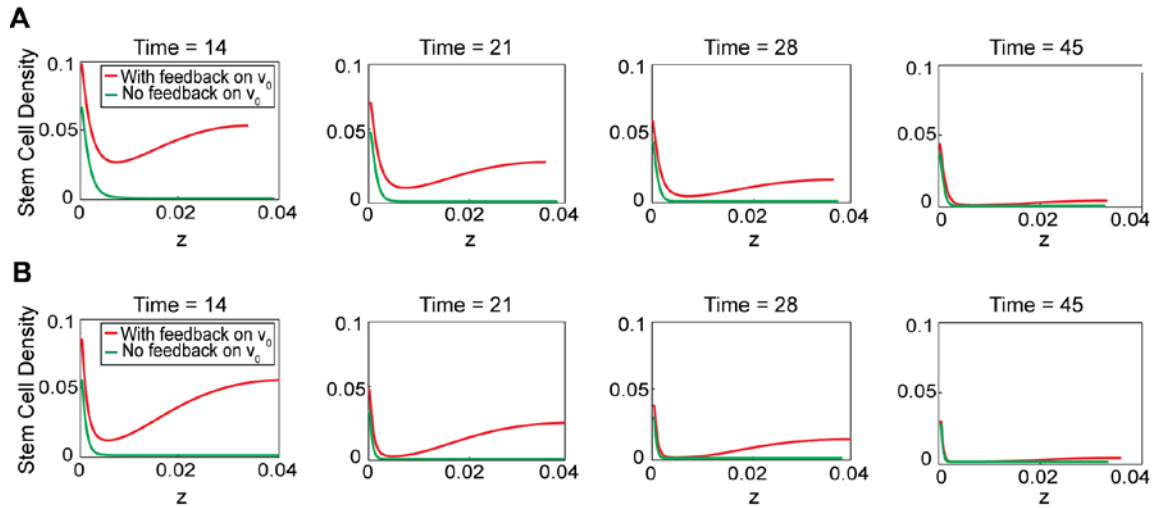 A
Time = 14
Time = 21
Time = 28
Time = 45
Stem Cell Density
0.1
0.05
0
With feedback on v₀
No feedback on v₀
0 0.02 0.04
z
0.1
0.05
0
0 0.02 0.04
z
0.1
0.05
0
0 0.02 0.04
z
0.1
0.05
0
0 0.02 0.04
z
B
Time = 14
Time = 21
Time = 28
Time = 45
Stem Cell Density
0.1
0.05
0
With feedback on v₀
No feedback on v₀
0 0.02 0.04
z
0.1
0.05
0
0 0.02 0.04
z
0.1
0.05
0
0 0.02 0.04
z
0.1
0.05
0
0 0.02 0.04
z